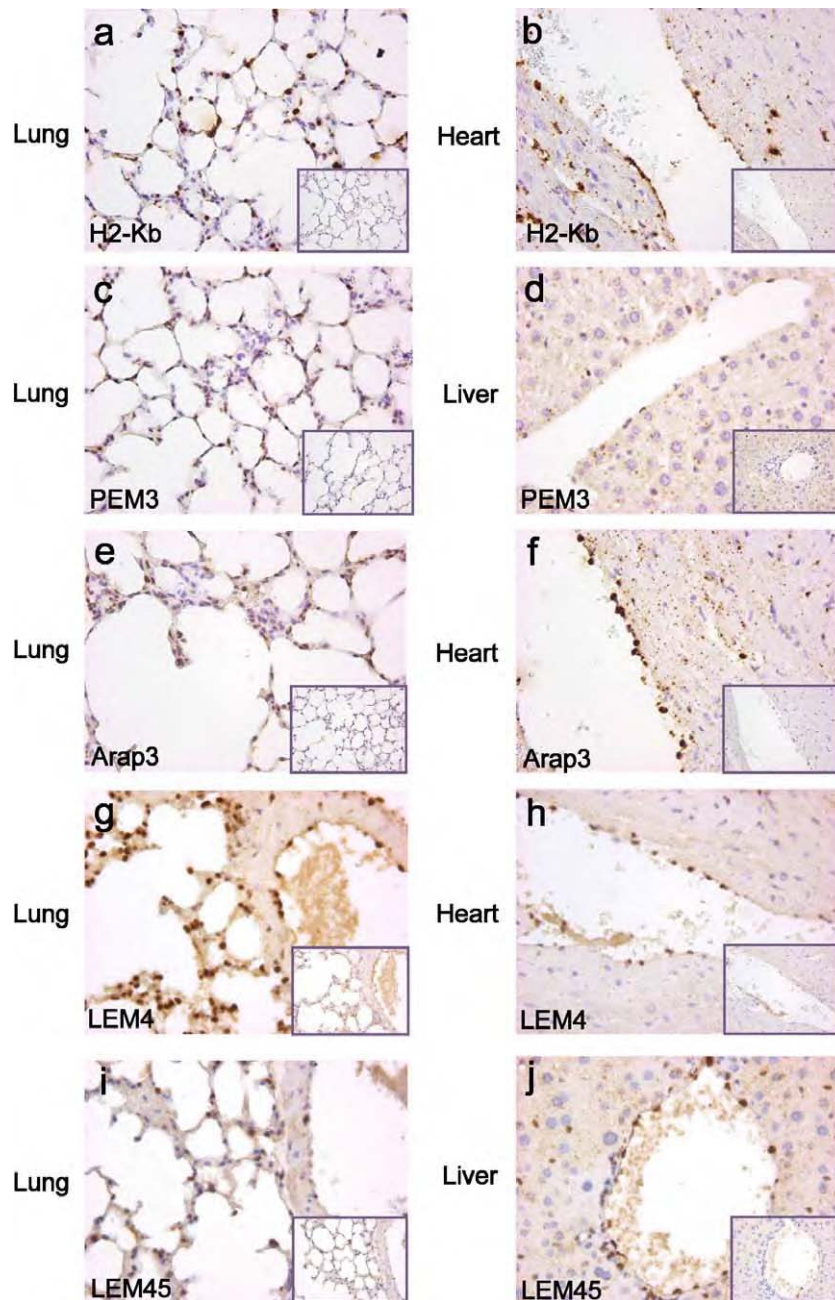 a
Lung
H2-Kb
b
Heart
H2-Kb
c
Lung
PEM3
d
Liver
PEM3
e
Lung
Arap3
f
Heart
Arap3
g
Lung
LEM4
h
Heart
LEM4
i
Lung
LEM45
j
Liver
LEM45